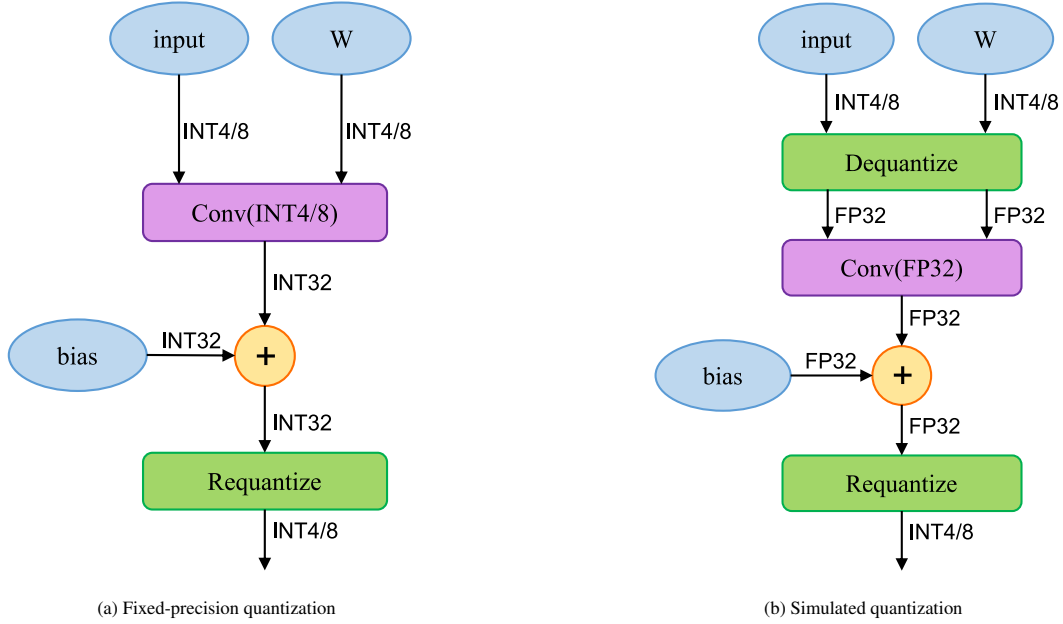 input
W
INT4/8
INT4/8
Conv(INT4/8)
INT32
bias
INT32
+
INT32
Requantize
INT4/8
(a) Fixed-precision quantization
input
W
INT4/8
INT4/8
Dequantize
FP32
FP32
Conv(FP32)
FP32
bias
FP32
+
FP32
Requantize
INT4/8
(b) Simulated quantization